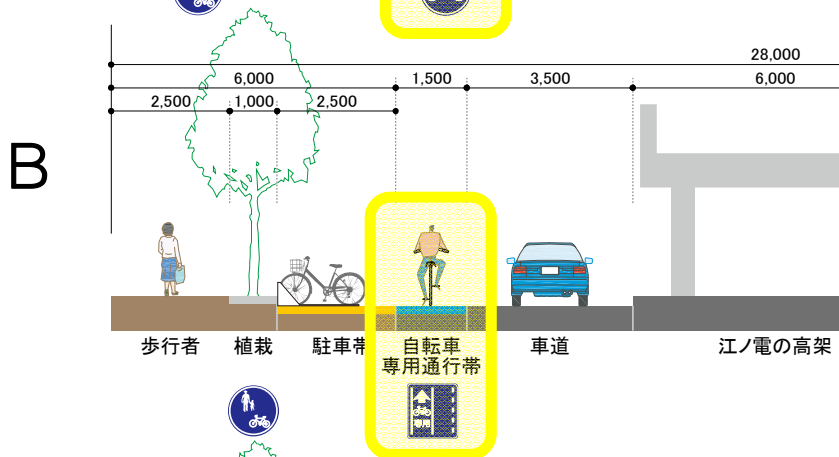 28,000
6,000 1,500 3,500 6,000
2,500 1,000 2,500
B
歩行者 植栽 駐車帯 自転車 車道 江ノ電の高架
専用通行帯
専用